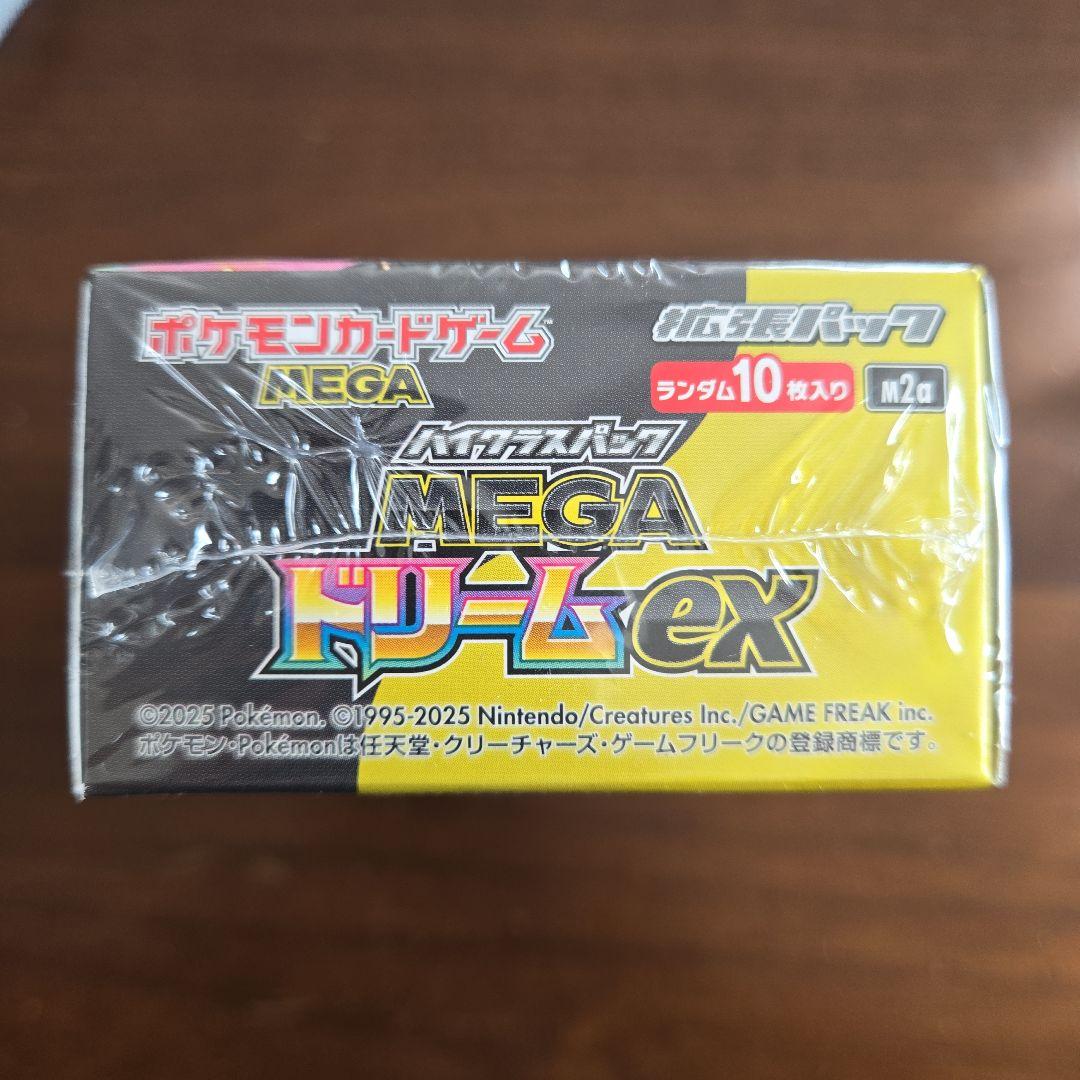 ポケモンカードゲーム™
MEGA
拡張パック
ランダム10枚入り
M2a
ハイクラスパック
MEGA
ドリームex
©2025 Pokémon. ©1995-2025 Nintendo/Creatures Inc./GAME FREAK inc.
ポケモン・Pokémonは任天堂・クリーチャーズ・ゲームフリークの登録商標です。